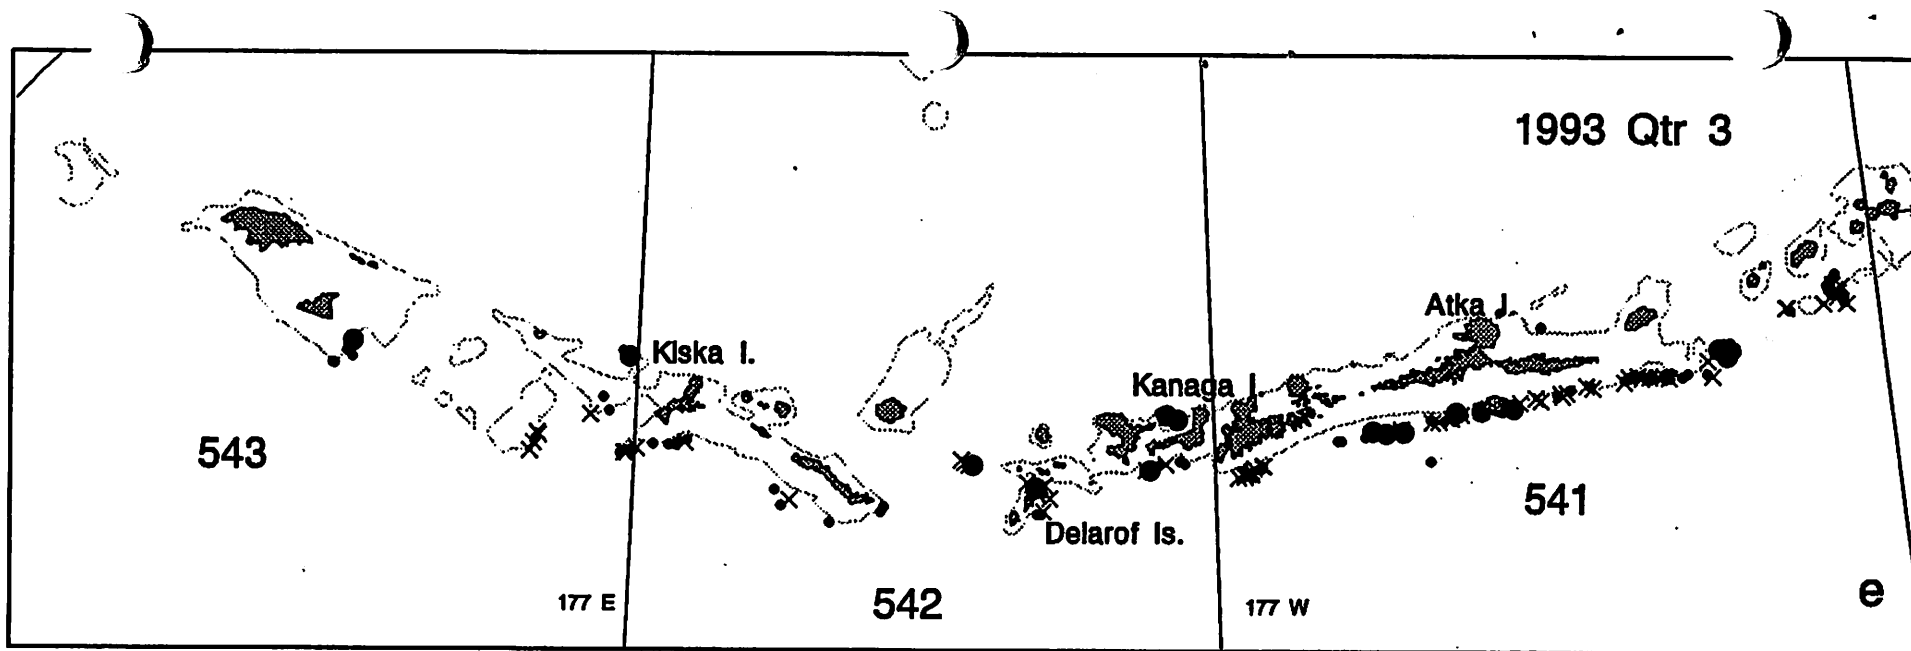 1993 Qtr 3
Atka I.
Kiska I.
Kanaga I.
543
541
Delarof Is.
177 E
542
177 W
e